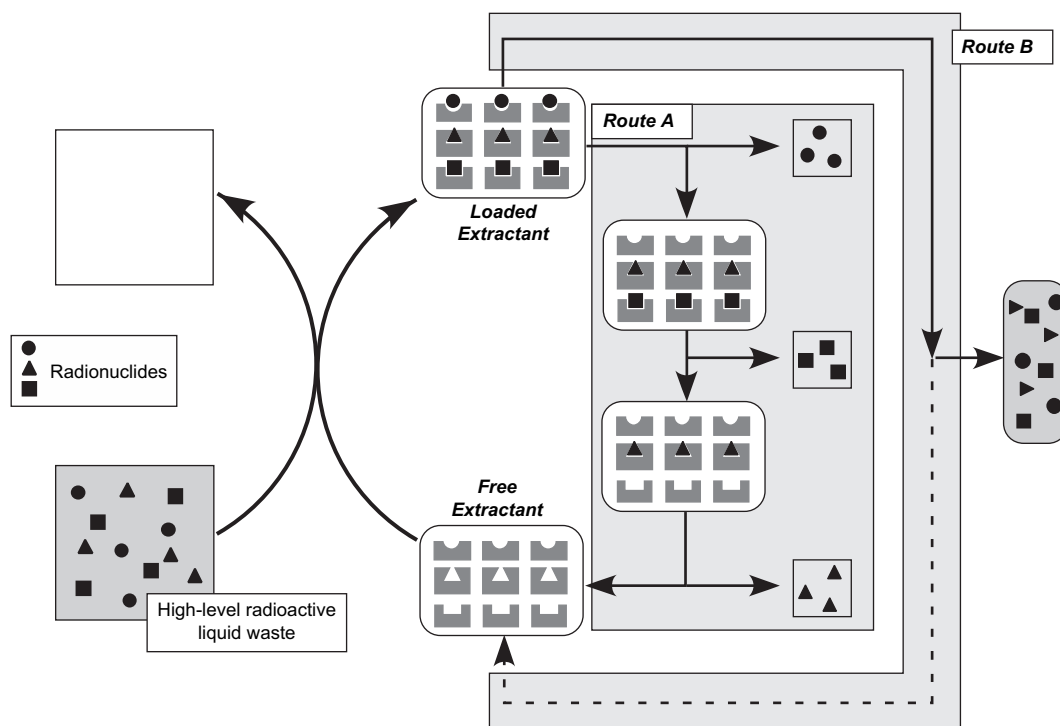 Route B
Route A
Loaded
Extractant
Radionuclides
Free
Extractant
High-level radioactive
liquid waste